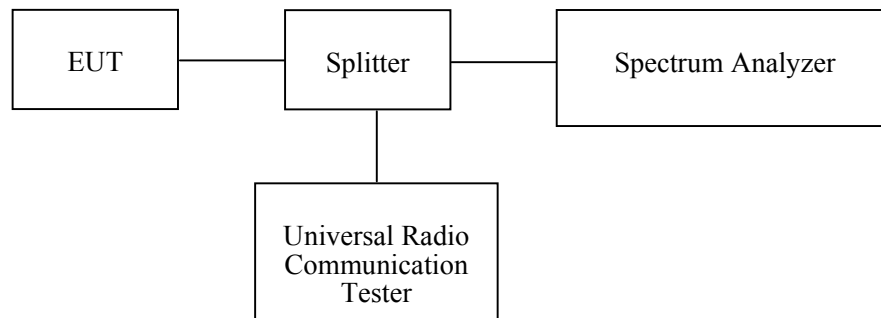 EUT
Splitter
Spectrum Analyzer
Universal Radio
Communication
Tester